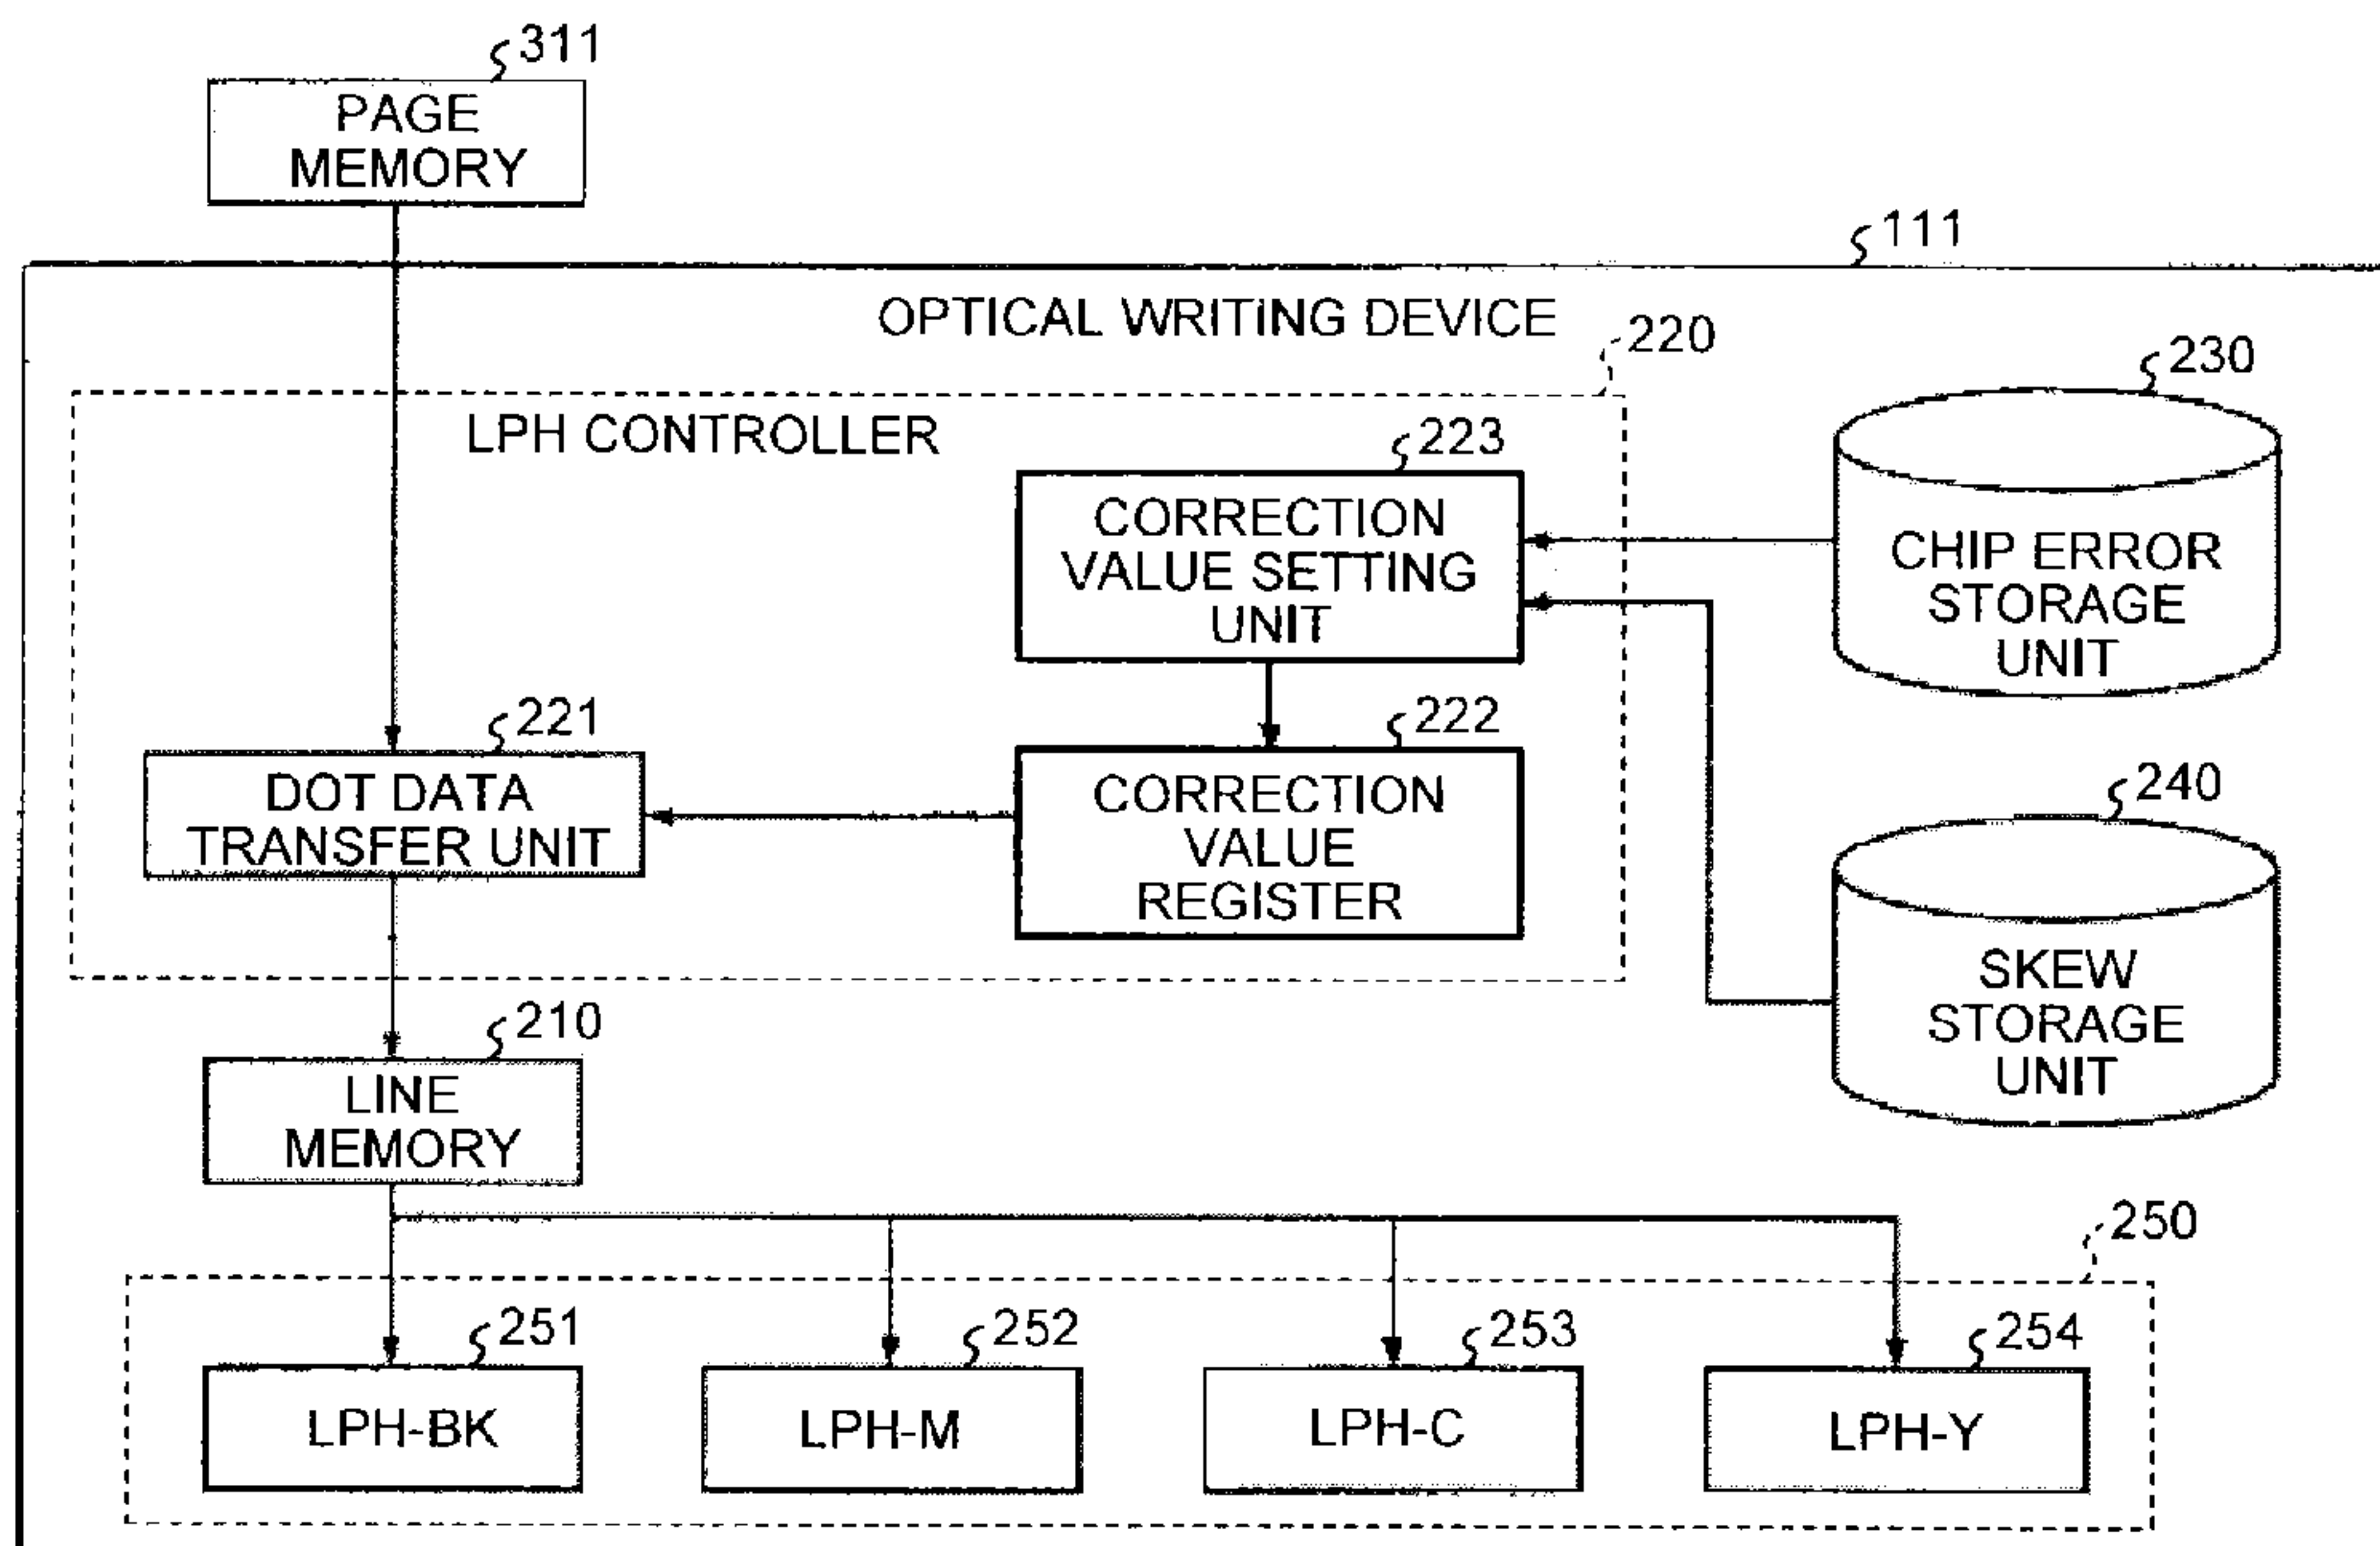 311
PAGE
MEMORY
111
OPTICAL WRITING DEVICE
220
230
LPH CONTROLLER
223
CORRECTION
VALUE SETTING
UNIT
CHIP ERROR
STORAGE
UNIT
221
222
DOT DATA
TRANSFER UNIT
CORRECTION
VALUE
REGISTER
240
SKEW
STORAGE
UNIT
210
LINE
MEMORY
250
251
252
253
254
LPH-BK
LPH-M
LPH-C
LPH-Y